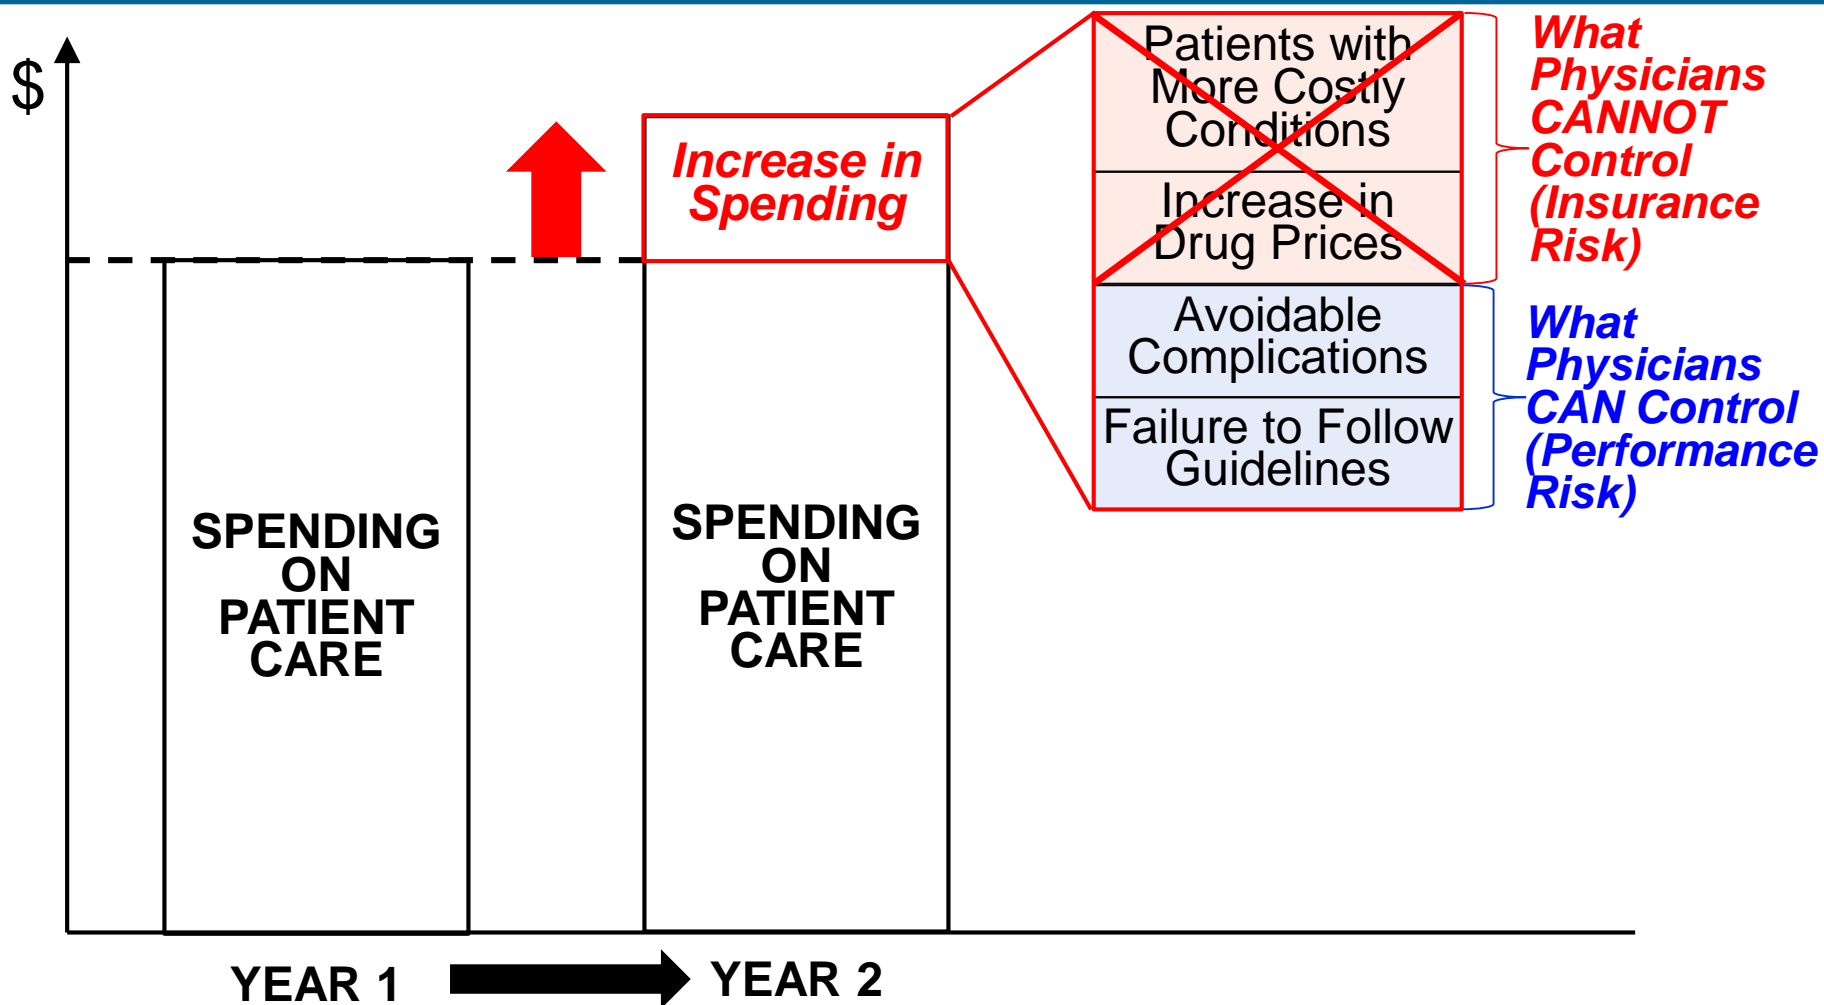 $
Increase in
Spending
SPENDING
ON
PATIENT
CARE
SPENDING
ON
PATIENT
CARE
YEAR 1
YEAR 2
Patients with
More Costly
Conditions
Increase in
Drug Prices
Avoidable
Complications
Failure to Follow
Guidelines
What
Physicians
CANNOT
Control
(Insurance
Risk)
What
Physicians
CAN Control
(Performance
Risk)